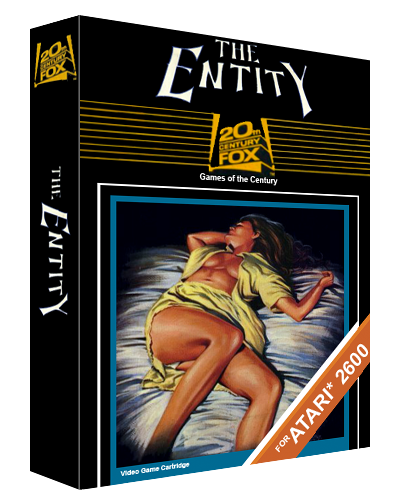 THE
ENTITY
20th
CENTURY
FOX
Games of the Century
FOR ATARI* 2600
Video Game Cartridge
20th
CENTURY
FOX
THE ENTITY